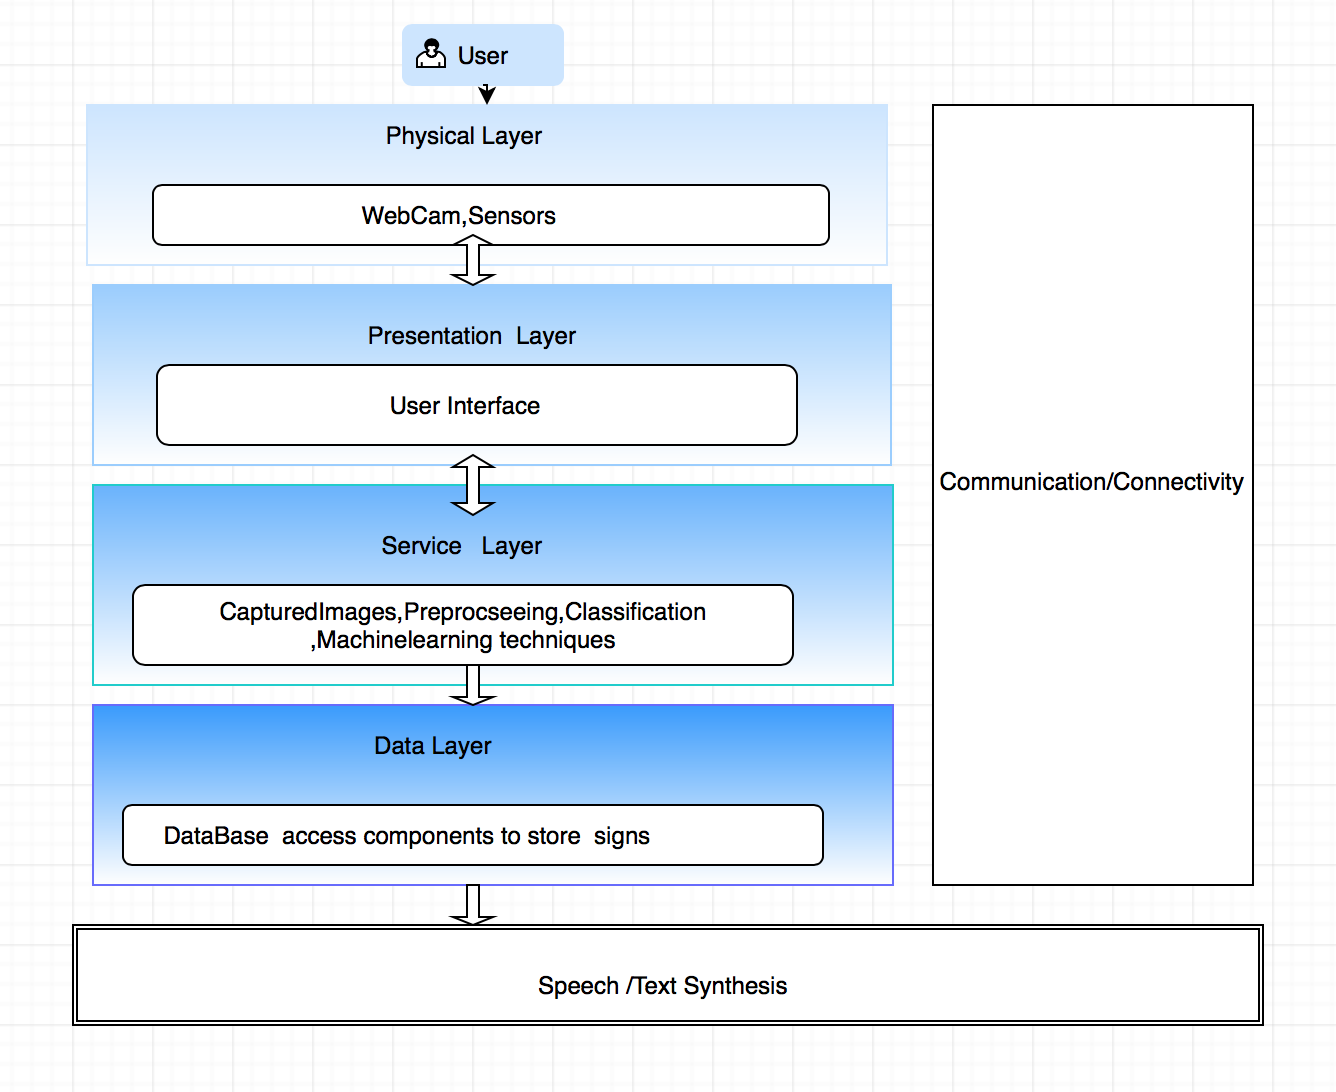 User
Physical Layer
WebCam,Sensors
Presentation  Layer
User Interface
Communication/Connectivity
Service   Layer
CapturedImages,Preprocseeing,Classification
,Machinelearning techniques
Data Layer
DataBase  access components to store  signs
Speech /Text Synthesis